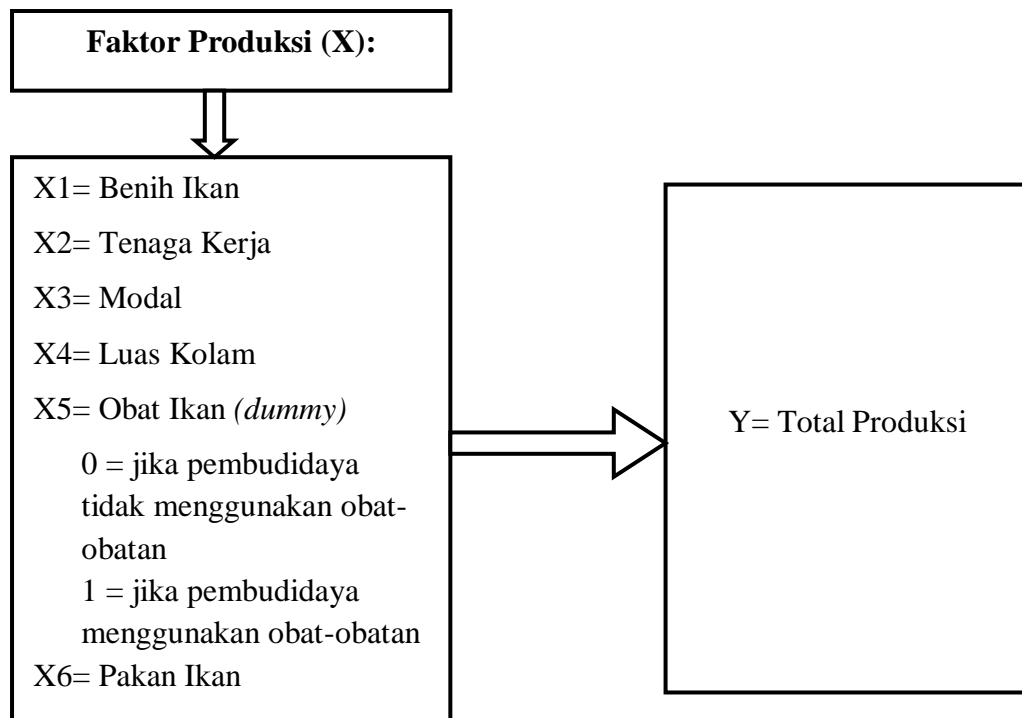 Faktor Produksi (X):
X1= Benih Ikan
X2= Tenaga Kerja
X3= Modal
X4= Luas Kolam
X5= Obat Ikan (dummy)
0 = jika pembudidaya
tidak menggunakan obat-
obatan
1 = jika pembudidaya
menggunakan obat-obatan
X6= Pakan Ikan
Y= Total Produksi